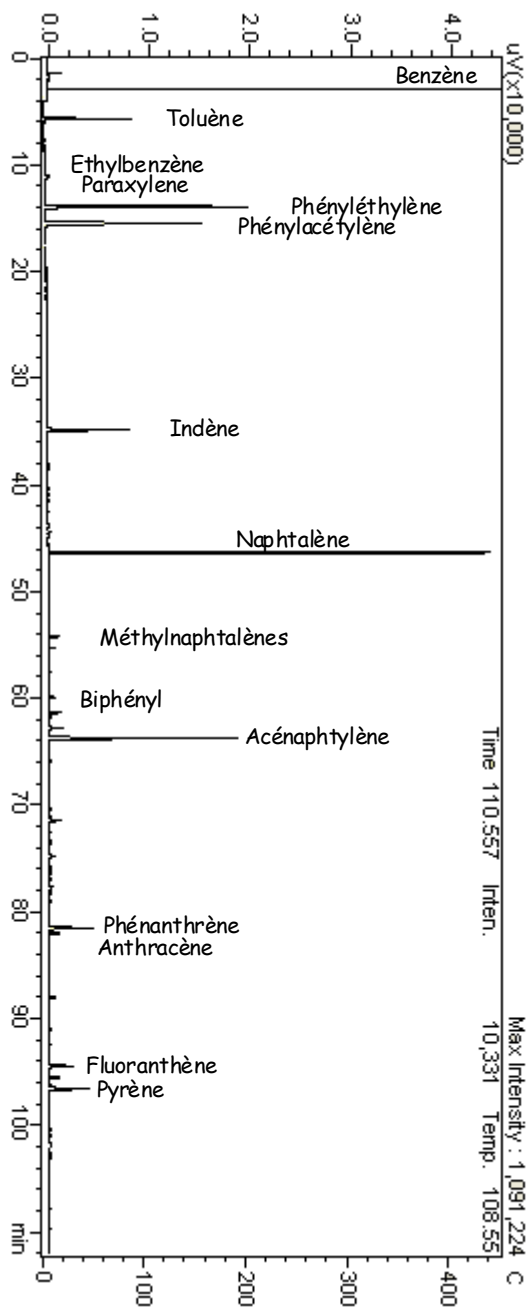 uV(x10,000)
0.0 1.0 2.0 3.0 4.0
Max Intensity : 1,091,224
Time 110.557 Inten. 10,331 Temp. 108.55 C
0
10
20
30
40
50
60
70
80
90
100
min
Benzène
Toluène
Ethylbenzène
Paraxylene
Phényléthylène
Phénylacétylène
Indène
Naphtalène
Méthylnaphtalènes
Biphényl
Acénaphtylène
Phénanthrène
Anthracène
Fluoranthène
Pyrène
0 100 200 300 400